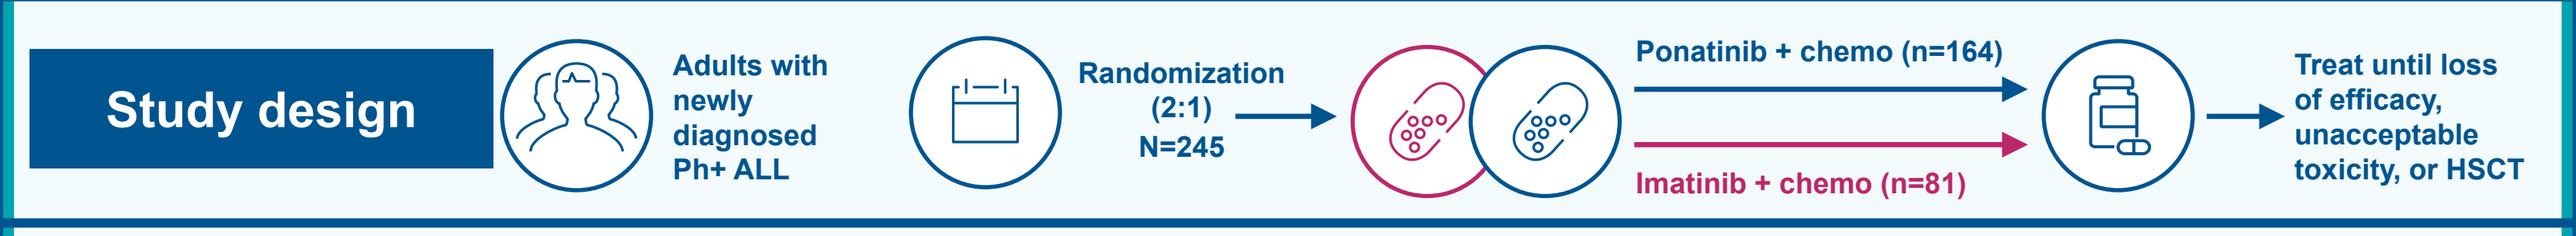 Study design
Adults with
newly
diagnosed
Ph+ ALL
Randomization
(2:1)
N=245
Ponatinib + chemo (n=164)
Imatinib + chemo (n=81)
Treat until loss
of efficacy,
unacceptable
toxicity, or HSCT